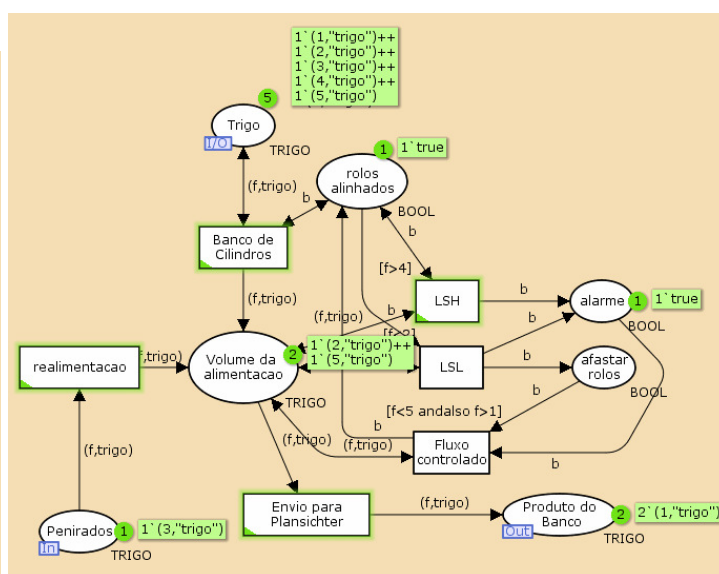 1`(1,"trigo")++
1`(2,"trigo")++
1`(3,"trigo")++
1`(4,"trigo")++
1`(5,"trigo")
5
Trigo
I/O
TRIGO
1
1`true
rolos
alinhados
BOOL
(f,trigo)
b
b
Banco de
Cilindros
[f>4]
LSH
b
alarme
1
1`true
BOOL
(f,trigo)
(f,trigo)
b
b
Volume da
alimentacao
2
1`(2,"trigo")++
1`(5,"trigo")
TRIGO
LSL
b
afastar
rolos
BOOL
realimentacao
f,trigo)
[f<5 andalso f>1]
b
b
(f,trigo)
(f,trigo)
Fluxo
controlado
b
(f,trigo)
Envio para
Plansichter
(f,trigo)
Produto do
Banco
2
2`(1,"trigo")
Out
TRIGO
Penirados
1
1`(3,"trigo")
In
TRIGO